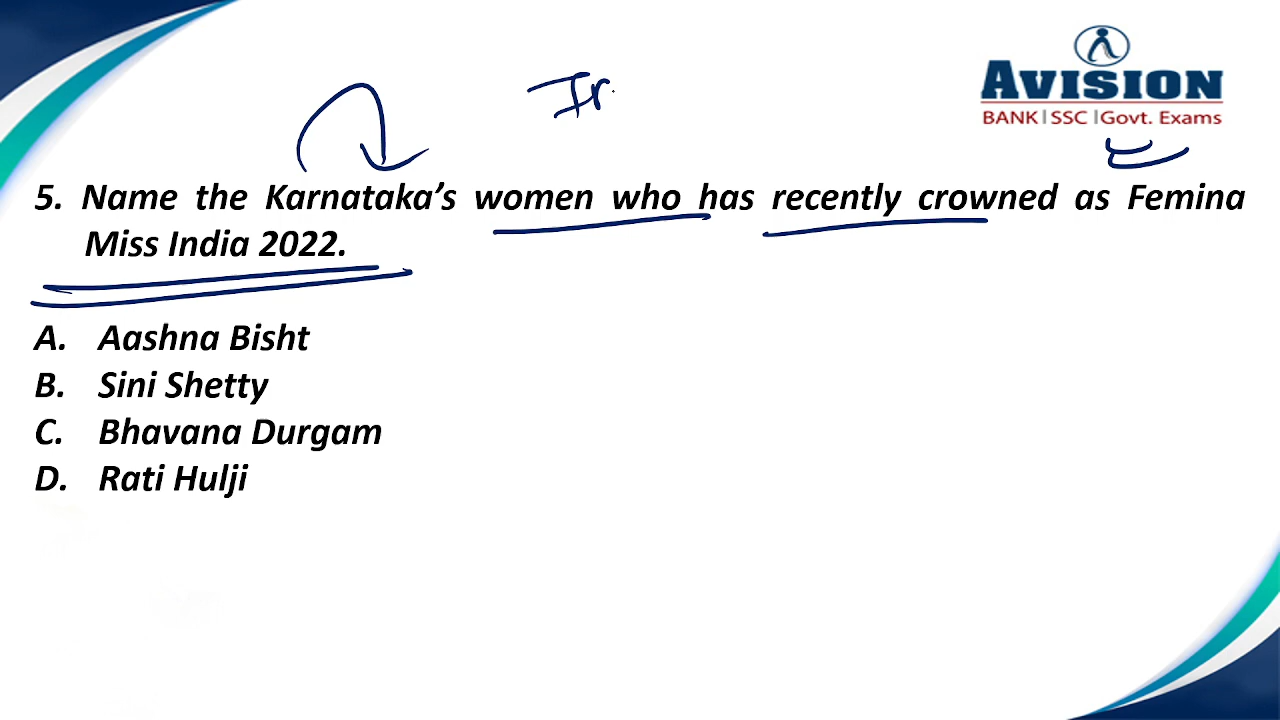 Ir
AVISION
BANK | SSC | Govt. Exams
5. Name the Karnataka’s women who has recently crowned as Femina
Miss India 2022.
A. Aashna Bisht
B. Sini Shetty
C. Bhavana Durgam
D. Rati Hulji